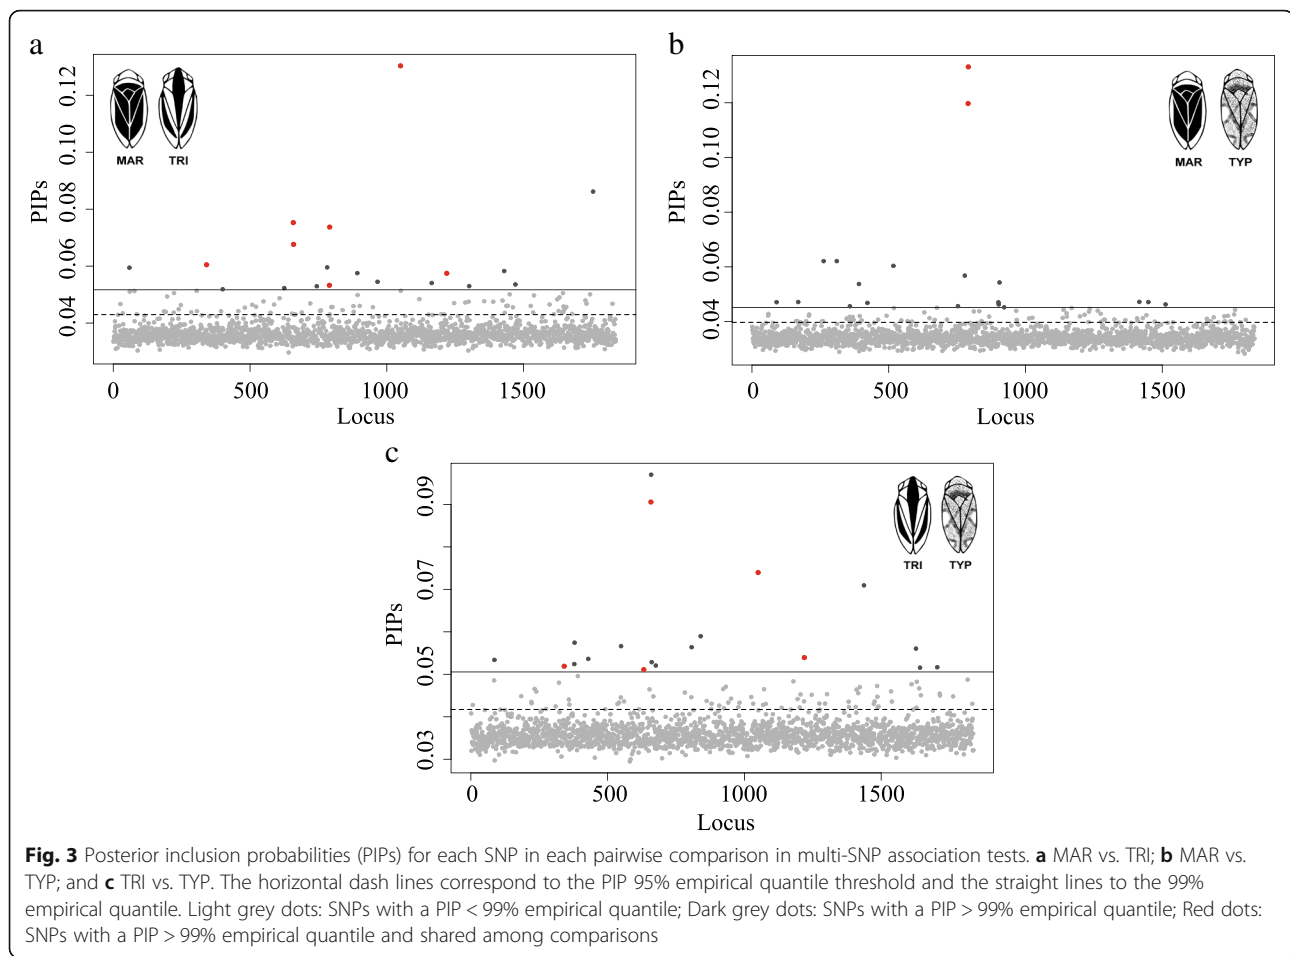 a
0.12
0.10
0.08
0.06
0.04
PIPs
MAR TRI
0 500 1000 1500
Locus
b
0.12
0.10
0.08
0.06
0.04
PIPs
MAR TYP
0 500 1000 1500
Locus
c
0.09
0.07
0.05
0.03
PIPs
TRI TYP
0 500 1000 1500
Locus
Fig. 3 Posterior inclusion probabilities (PIPs) for each SNP in each pairwise comparison in multi-SNP association tests. a MAR vs. TRI; b MAR vs.
TYP; and c TRI vs. TYP. The horizontal dash lines correspond to the PIP 95% empirical quantile threshold and the straight lines to the 99%
empirical quantile. Light grey dots: SNPs with a PIP < 99% empirical quantile; Dark grey dots: SNPs with a PIP > 99% empirical quantile; Red dots:
SNPs with a PIP > 99% empirical quantile and shared among comparisons